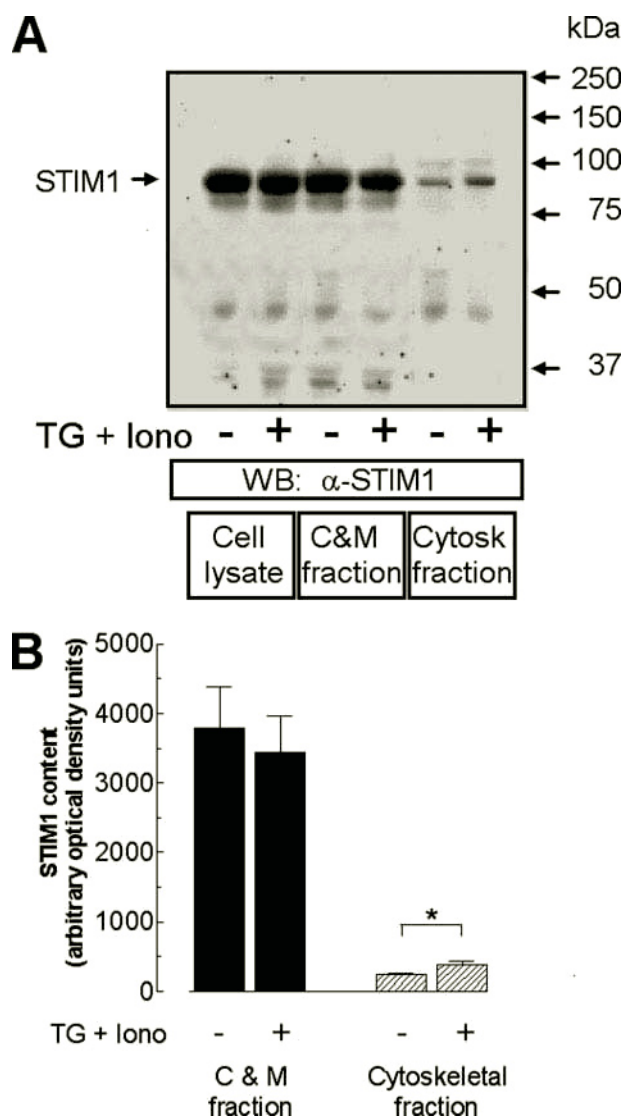 A
kDa
250
150
100
STIM1
75
50
37
TG + Iono - + - + - +
WB: α-STIM1
Cell lysate
C&M fraction
Cytosk fraction
B
STIM1 content
(arbitrary optical density units)
5000
4000
3000
2000
1000
0
*
TG + Iono - + - +
C & M
fraction
Cytoskeletal
fraction